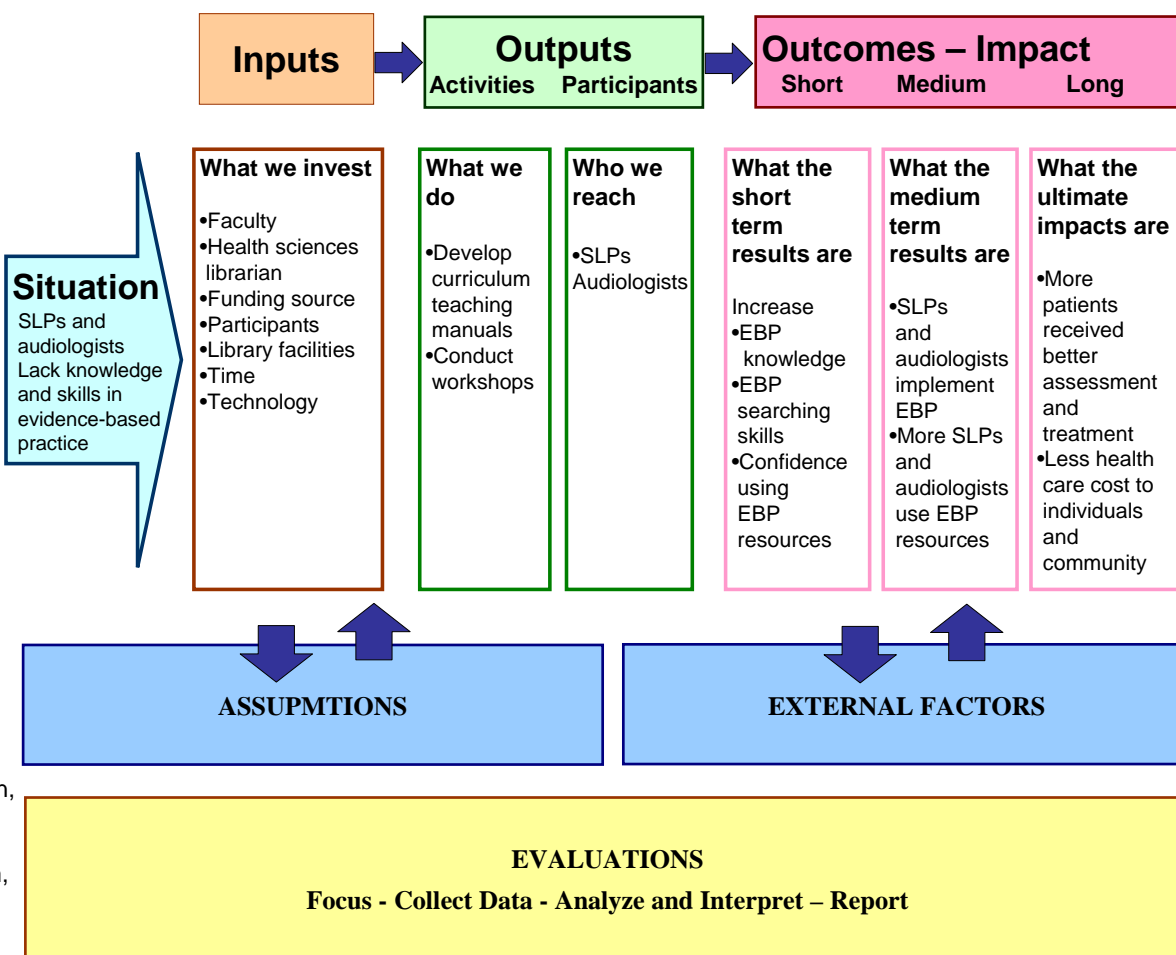 Inputs
Outputs
Activities Participants
Outcomes – Impact
Short Medium Long
Situation
SLPs and
audiologists
Lack knowledge
and skills in
evidence-based
practice
What we invest
•Faculty
•Health sciences
librarian
•Funding source
•Participants
•Library facilities
•Time
•Technology
What we
do
•Develop
curriculum
teaching
manuals
•Conduct
workshops
Who we
reach
•SLPs
Audiologists
What the
short
term
results are
Increase
•EBP
knowledge
•EBP
searching
skills
•Confidence
using
EBP
resources
What the
medium
term
results are
•SLPs
and
audiologists
implement
EBP
•More SLPs
and
audiologists
use EBP
resources
What the
ultimate
impacts are
•More
patients
received
better
assessment
and
treatment
•Less health
care cost to
individuals
and
community
ASSUPMTIONS
EXTERNAL FACTORS
EVALUATIONS
Focus - Collect Data - Analyze and Interpret – Report